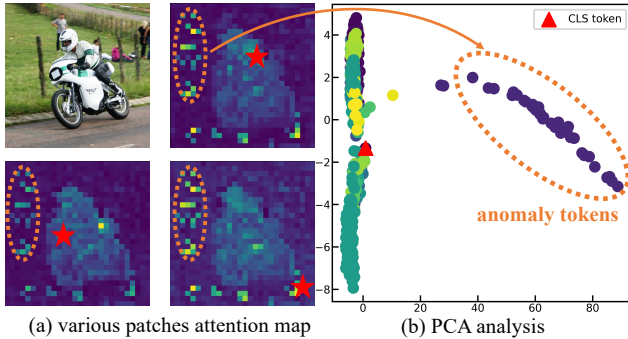 CLS token
4
2
0
−2
−4
−6
−8
0 20 40 60 80
anomaly tokens
(a) various patches attention map
(b) PCA analysis